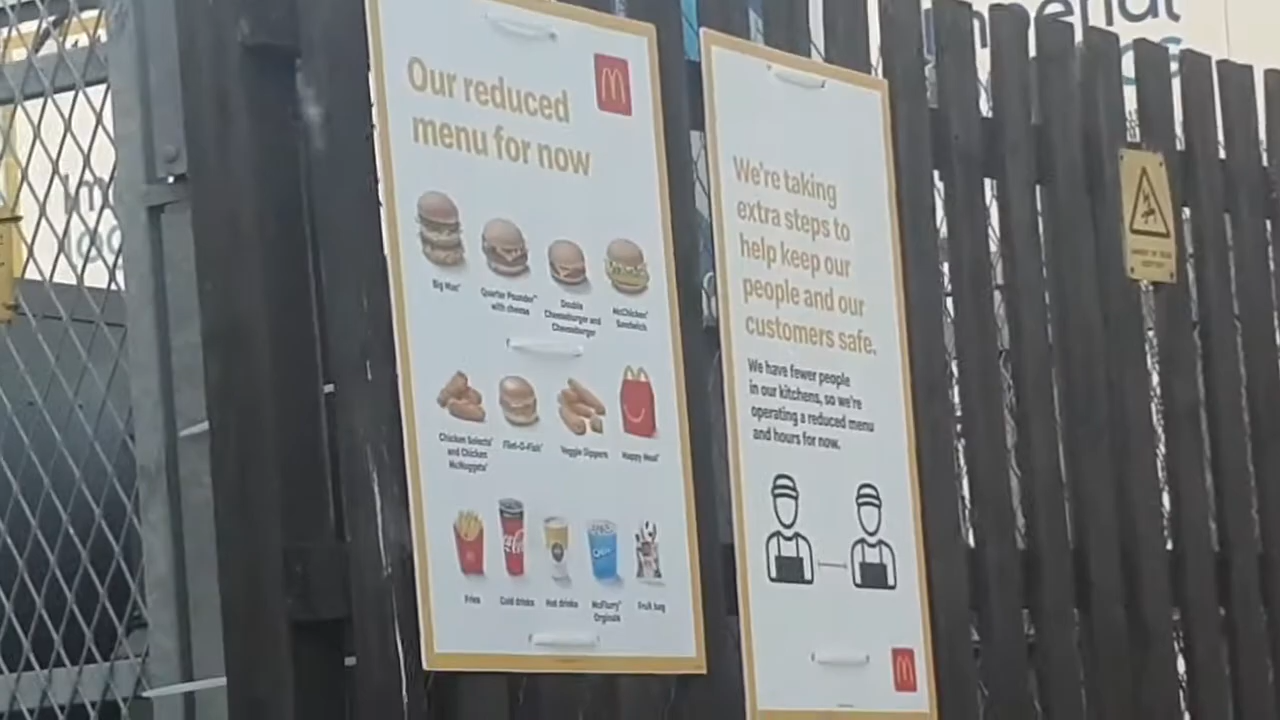 Our reduced
menu for now
Big Mac®
Quarter Pounder™
with cheese
Double
Cheeseburger and
Cheeseburger
McChicken®
Sandwich
Chicken Selects®
and Chicken
McNuggets®
Filet-O-Fish®
Veggie Dippers
Happy Meal®
Fries
Cold drinks
Hot drinks
McFlurry®
Originals
Fruit bag
We're taking
extra steps to
help keep our
people and our
customers safe.
We have fewer people
in our kitchens, so we're
operating a reduced menu
and hours for now.